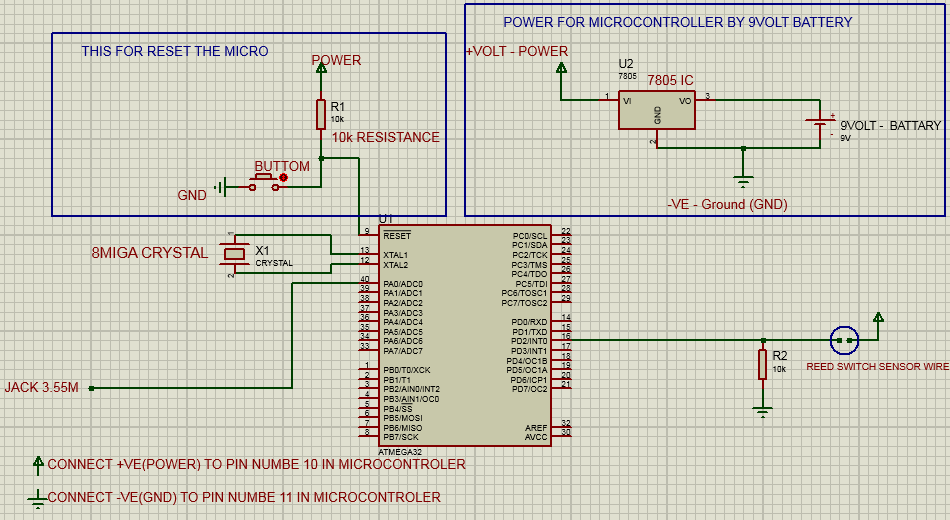 POWER FOR MICROCONTROLLER BY 9VOLT BATTERY
THIS FOR RESET THE MICRO
+VOLT - POWER
POWER
U2
7805
7805 IC
1
VI
VO
3
GND
2
R1
10k
10k RESISTANCE
+
-
9VOLT - BATTARY
9V
BUTTOM
GND
-VE - Ground (GND)
U1
8MIGA CRYSTAL
1
2
X1
CRYSTAL
9 RESET
13 XTAL1
12 XTAL2
40 PA0/ADC0
39 PA1/ADC1
38 PA2/ADC2
37 PA3/ADC3
36 PA4/ADC4
35 PA5/ADC5
34 PA6/ADC6
33 PA7/ADC7
1 PB0/T0/XCK
2 PB1/T1
3 PB2/AIN0/INT2
4 PB3/AIN1/OC0
5 PB4/SS
6 PB5/MOSI
7 PB6/MISO
8 PB7/SCK
PC0/SCL 22
PC1/SDA 23
PC2/TCK 24
PC3/TMS 25
PC4/TDO 26
PC5/TDI 27
PC6/TOSC1 28
PC7/TOSC2 29
PD0/RXD 14
PD1/TXD 15
PD2/INT0 16
PD3/INT1 17
PD4/OC1B 18
PD5/OC1A 19
PD6/ICP1 20
PD7/OC2 21
AREF 32
AVCC 30
ATMEGA32
R2
10k
REED SWITCH SENSOR WIRE
JACK 3.55M
CONNECT +VE(POWER) TO PIN NUMBE 10 IN MICROCONTROLER
CONNECT -VE(GND) TO PIN NUMBE 11 IN MICROCONTROLER